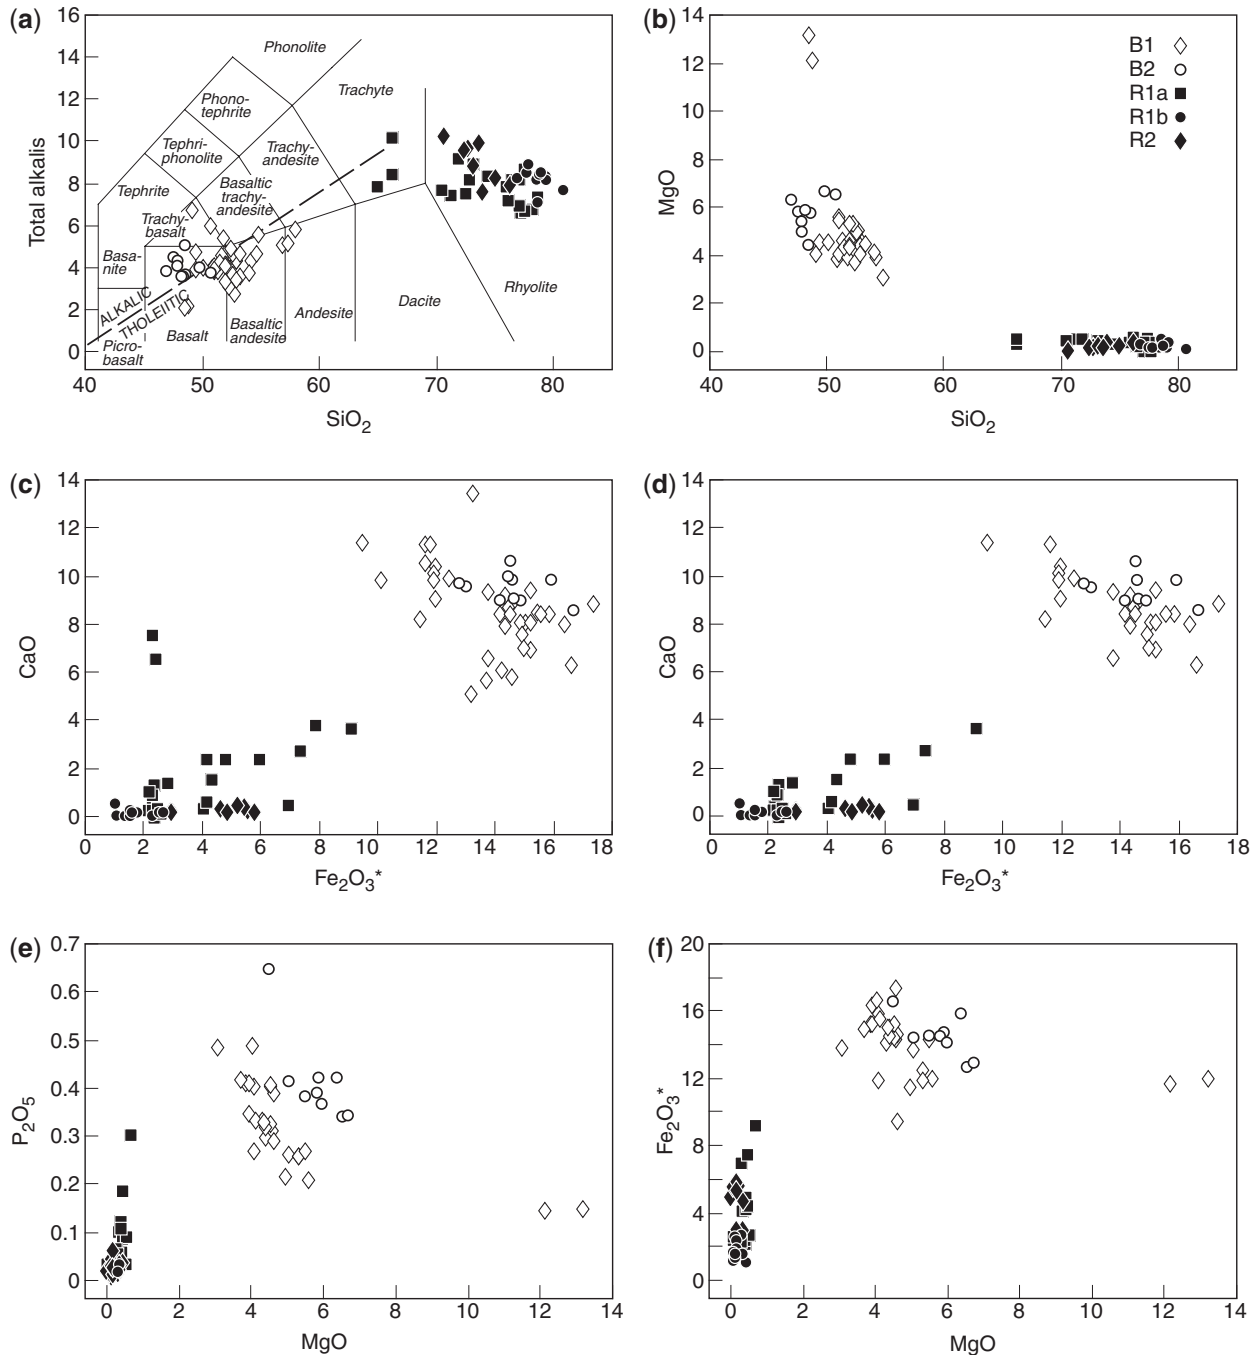 (a)
16
14
12
10
8
6
4
2
0
Total alkalis
Phonolite
Trachyte
Phono-
tephrite
Tephri-
phonolite
Trachy-
andesite
Tephrite
Basaltic
trachy-
andesite
Trachy-
basalt
Basa-
nite
ALKALIC
THOLEIITIC
Picro-
basalt
Basalt
Basaltic
andesite
Andesite
Dacite
Rhyolite
40 50 60 70 80
SiO2
(b)
14
12
10
8
6
4
2
0
MgO
B1
B2
R1a
R1b
R2
40 50 60 70 80
SiO2
(c)
14
12
10
8
6
4
2
0
CaO
0 2 4 6 8 10 12 14 16 18
Fe2O3*
(d)
14
12
10
8
6
4
2
0
CaO
0 2 4 6 8 10 12 14 16 18
Fe2O3*
(e)
0.7
0.6
0.5
0.4
0.3
0.2
0.1
0
P2O5
0 2 4 6 8 10 12 14
MgO
(f)
20
16
12
8
4
0
Fe2O3*
0 2 4 6 8 10 12 14
MgO